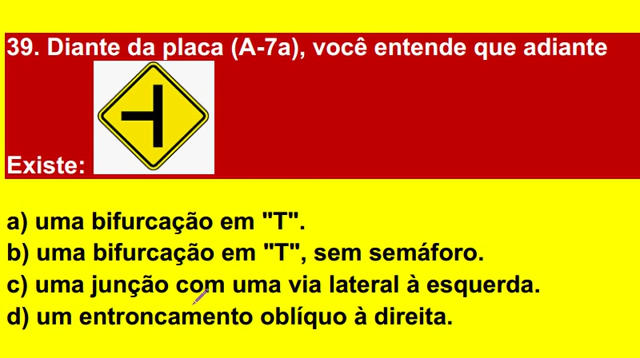 39. Diante da placa (A-7a), você entende que adiante
Existe:
a) uma bifurcação em "T".
b) uma bifurcação em "T", sem semáforo.
c) uma junção com uma via lateral à esquerda.
d) um entroncamento oblíquo à direita.